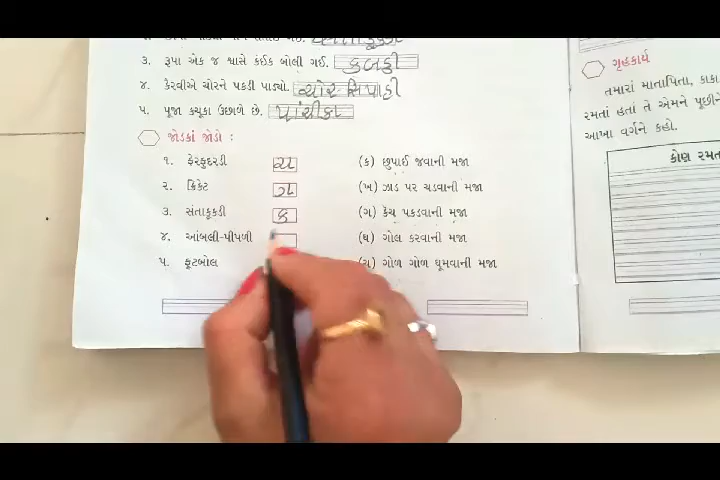 ૩. રૂપા એક જ શ્વાસે કંઈક બોલી ગઈ. કબડ્ડી
૪. કેરવીએ ચોરને પકડી પાડ્યો. ચોર સિપાહી
૫. પૂજા કચૂકા ઉછાળે છે. પાંચીકા
જોડકાં જોડો :
૧. ફેરફુદરડી ચ (ક) છુપાઈ જવાની મજા
૨. ક્રિકેટ ગ (ખ) ઝાડ પર ચડવાની મજા
૩. સંતાકૂકડી ક (ગ) કેચ પકડવાની મજા
૪. આંબલી-પીપળી (ઘ) ગોલ કરવાની મજા
૫. ફૂટબોલ (ચ) ગોળ ગોળ ઘૂમવાની મજા
ગૃહકાર્ય
તમારાં માતાપિતા, કાકા
રમતાં હતાં તે એમને પૂછીને
આખા વર્ગને કહો.
કોણ રમત